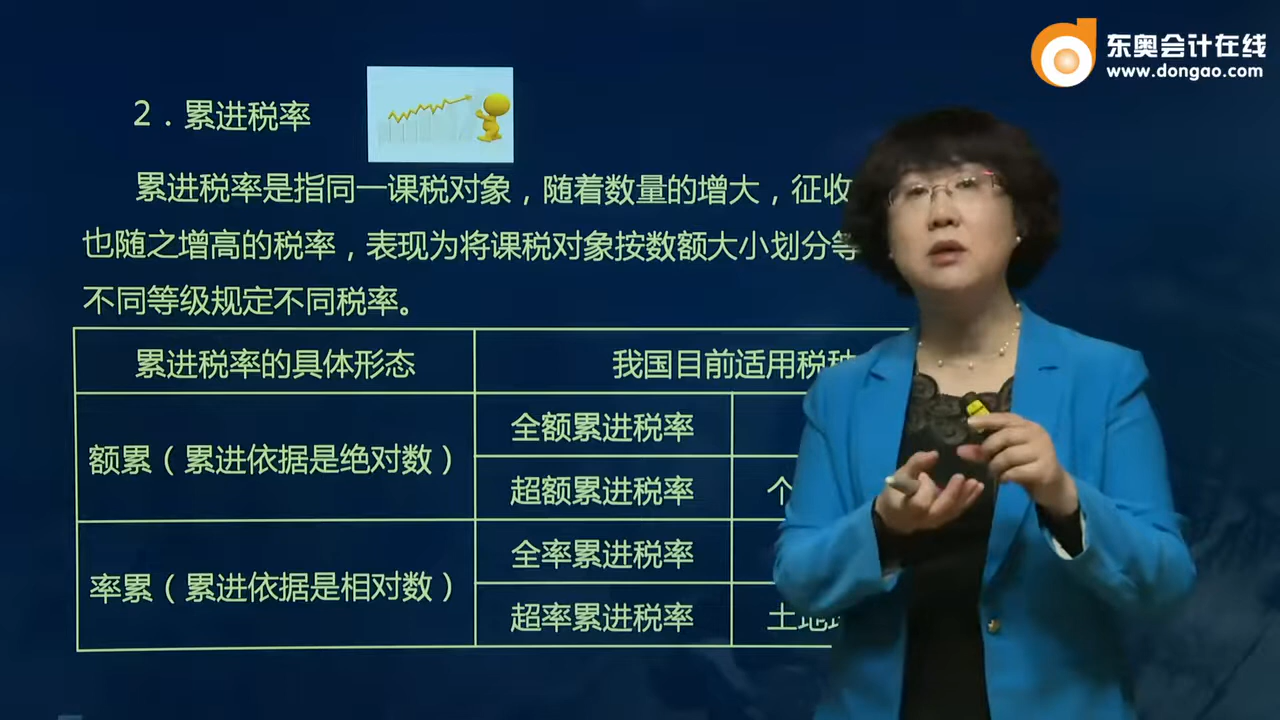 东奥会计在线
www.dongao.com
2．累进税率
累进税率是指同一课税对象，随着数量的增大，征收
也随之增高的税率，表现为将课税对象按数额大小划分等
不同等级规定不同税率。
累进税率的具体形态 我国目前适用税种
额累（累进依据是绝对数） 全额累进税率
超额累进税率 个
率累（累进依据是相对数） 全率累进税率
超率累进税率 土地